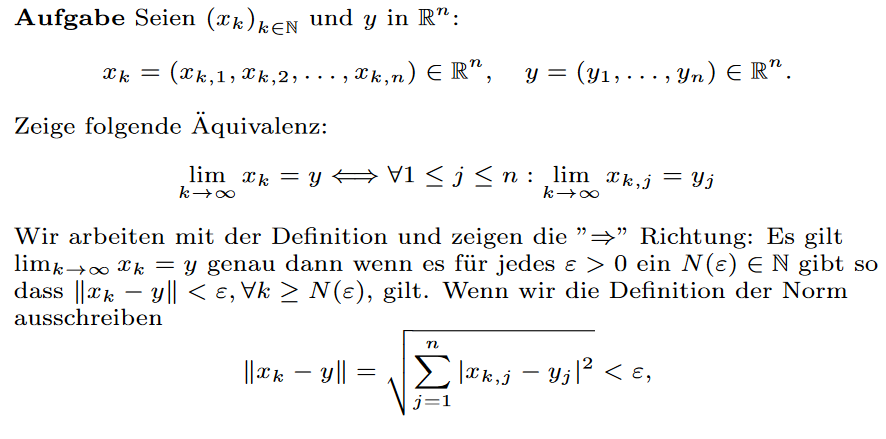 Aufgabe Seien (x_k)_{k∈ℕ} und y in ℝⁿ:
x_k = (x_{k,1}, x_{k,2}, . . . , x_{k,n}) ∈ ℝⁿ, y = (y_1, . . . , y_n) ∈ ℝⁿ.
Zeige folgende Äquivalenz:
lim_{k→∞} x_k = y ⟺ ∀1 ≤ j ≤ n : lim_{k→∞} x_{k,j} = y_j
Wir arbeiten mit der Definition und zeigen die ”⇒” Richtung: Es gilt
lim_{k→∞} x_k = y genau dann wenn es für jedes ε > 0 ein N(ε) ∈ ℕ gibt so
dass ‖x_k − y‖ < ε, ∀k ≥ N(ε), gilt. Wenn wir die Definition der Norm
ausschreiben
‖x_k − y‖ = √(∑_{j=1}^{n} |x_{k,j} − y_j|²) < ε,